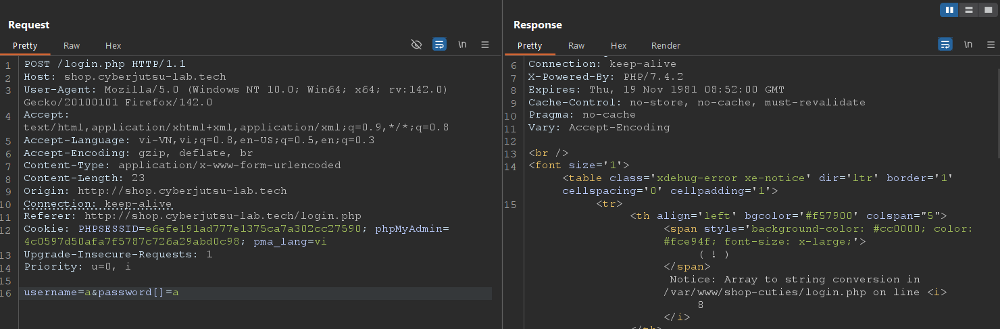 Request
Pretty Raw Hex
\n
1 POST /login.php HTTP/1.1
2 Host: shop.cyberjutsu-lab.tech
3 User-Agent: Mozilla/5.0 (Windows NT 10.0; Win64; x64; rv:142.0)
Gecko/20100101 Firefox/142.0
4 Accept:
text/html,application/xhtml+xml,application/xml;q=0.9,*/*;q=0.8
5 Accept-Language: vi-VN,vi;q=0.8,en-US;q=0.5,en;q=0.3
6 Accept-Encoding: gzip, deflate, br
7 Content-Type: application/x-www-form-urlencoded
8 Content-Length: 23
9 Origin: http://shop.cyberjutsu-lab.tech
10 Connection: keep-alive
11 Referer: http://shop.cyberjutsu-lab.tech/login.php
12 Cookie: PHPSESSID=e6efe191ad777e1375ca7a302cc27590; phpMyAdmin=
4c0597d50afa7f5787c726a29abd0c98; pma_lang=vi
13 Upgrade-Insecure-Requests: 1
14 Priority: u=0, i
15
16 username=a&password[]=a
Response
Pretty Raw Hex Render
\n
6 Connection: keep-alive
7 X-Powered-By: PHP/7.4.2
8 Expires: Thu, 19 Nov 1981 08:52:00 GMT
9 Cache-Control: no-store, no-cache, must-revalidate
10 Pragma: no-cache
11 Vary: Accept-Encoding
12
13 <br />
14 <font size='1'>
<table class='xdebug-error xe-notice' dir='ltr' border='1'
cellspacing='0' cellpadding='1'>
15 <tr>
<th align='left' bgcolor='#f57900' colspan="5">
<span style='background-color: #cc0000; color:
#fce94f; font-size: x-large;'>
( ! )
</span>
Notice: Array to string conversion in
/var/www/shop-cuties/login.php on line <i>
8
</i>